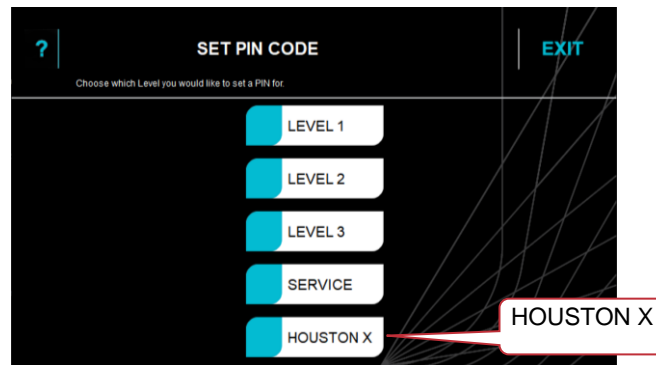 ?
SET PIN CODE
EXIT
Choose which Level you would like to set a PIN for.
LEVEL 1
LEVEL 2
LEVEL 3
SERVICE
HOUSTON X
HOUSTON X